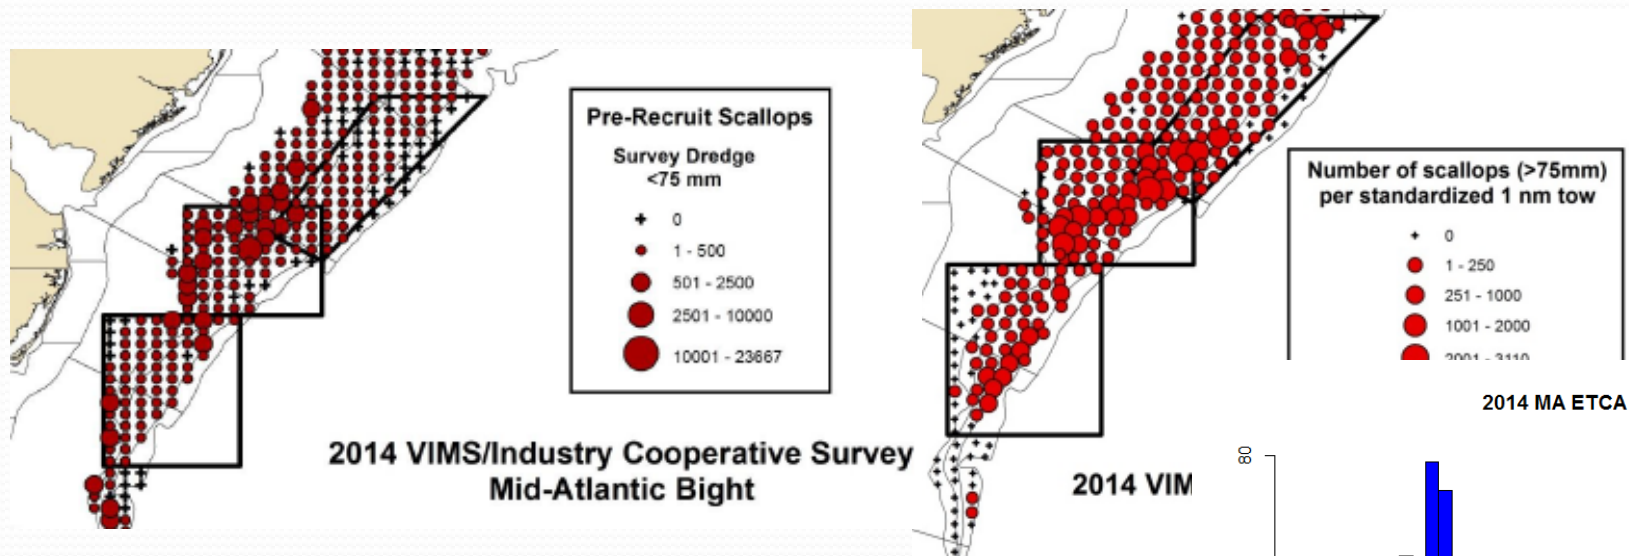 Pre-Recruit Scallops
Survey Dredge
<75 mm
0
1 - 500
501 - 2500
2501 - 10000
10001 - 23667
2014 VIMS/Industry Cooperative Survey
Mid-Atlantic Bight
Number of scallops (>75mm)
per standardized 1 nm tow
0
1 - 250
251 - 1000
1001 - 2000
2001 - 3110
2014 VIM
2014 MA ETCA
80